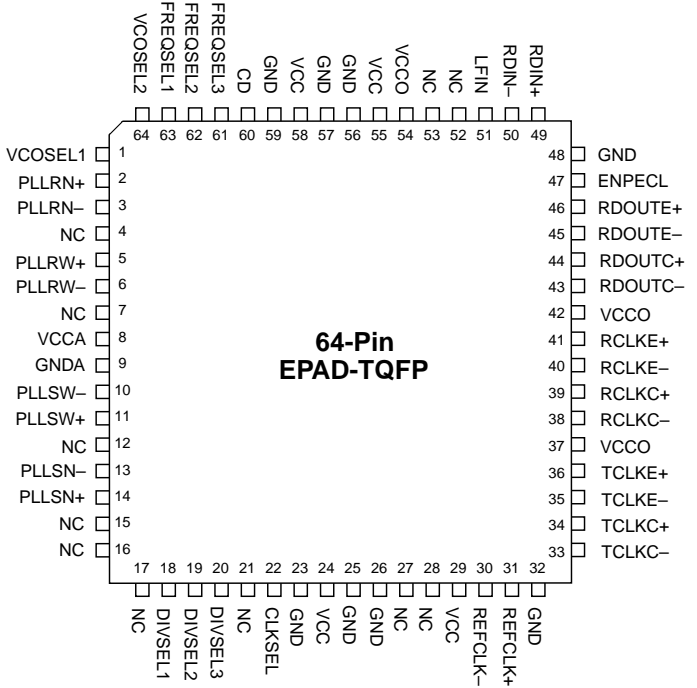 VCOSEL2
FREQSEL1
FREQSEL2
FREQSEL3
CD
GND
VCC
GND
GND
VCC
VCCO
NC
NC
LFIN
RDIN–
RDIN+
64 63 62 61 60 59 58 57 56 55 54 53 52 51 50 49
VCOSEL1 1
PLLRN+ 2
PLLRN– 3
NC 4
PLLRW+ 5
PLLRW– 6
NC 7
VCCA 8
GNDA 9
PLLSW– 10
PLLSW+ 11
NC 12
PLLSN– 13
PLLSN+ 14
NC 15
NC 16
64-Pin
EPAD-TQFP
48 GND
47 ENPECL
46 RDOUTE+
45 RDOUTE–
44 RDOUTC+
43 RDOUTC–
42 VCCO
41 RCLKE+
40 RCLKE–
39 RCLKC+
38 RCLKC–
37 VCCO
36 TCLKE+
35 TCLKE–
34 TCLKC+
33 TCLKC–
17 18 19 20 21 22 23 24 25 26 27 28 29 30 31 32
NC
DIVSEL1
DIVSEL2
DIVSEL3
NC
CLKSEL
GND
VCC
GND
GND
NC
NC
VCC
REFCLK–
REFCLK+
GND